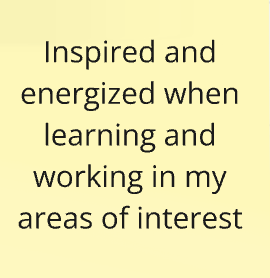 Inspired and
energized when
learning and
working in my
areas of interest